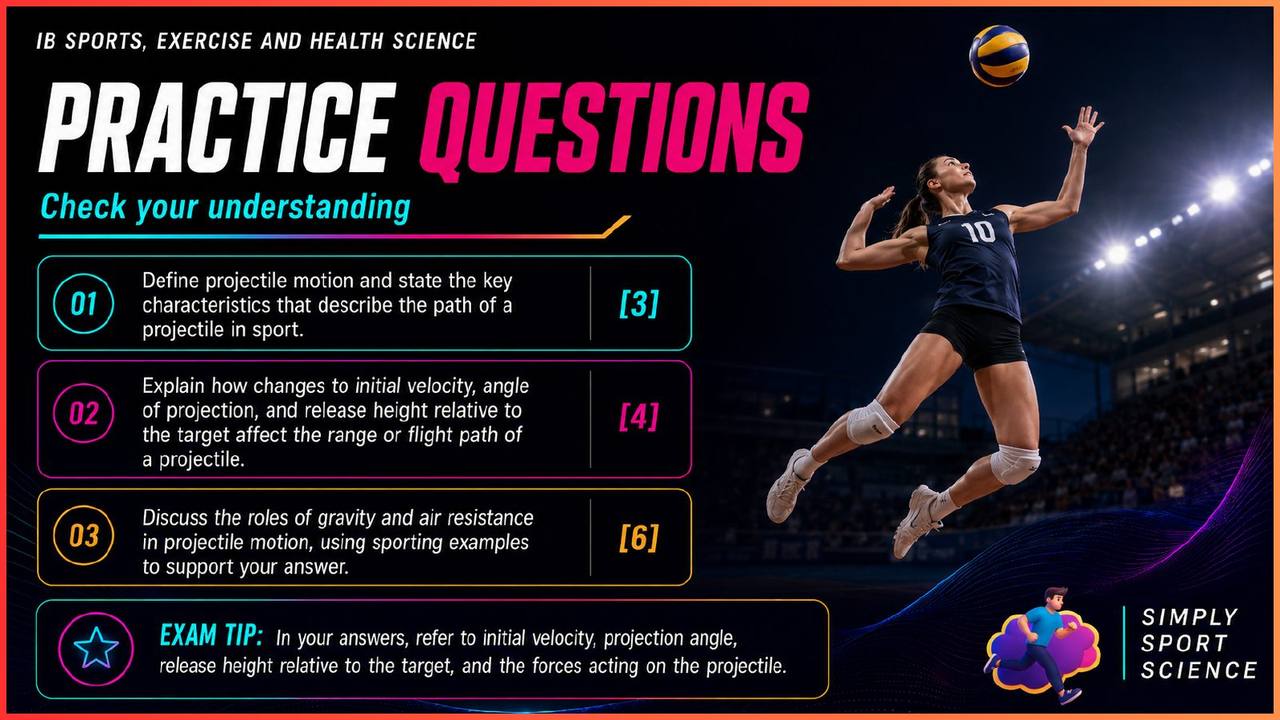 IB SPORTS, EXERCISE AND HEALTH SCIENCE
PRACTICE QUESTIONS
Check your understanding
01
Define projectile motion and state the key
characteristics that describe the path of a
projectile in sport.
[3]
02
Explain how changes to initial velocity, angle
of projection, and release height relative to
the target affect the range or flight path of
a projectile.
[4]
03
Discuss the roles of gravity and air resistance
in projectile motion, using sporting examples
to support your answer.
[6]
EXAM TIP: In your answers, refer to initial velocity, projection angle,
release height relative to the target, and the forces acting on the projectile.
10
SIMPLY
SPORT
SCIENCE